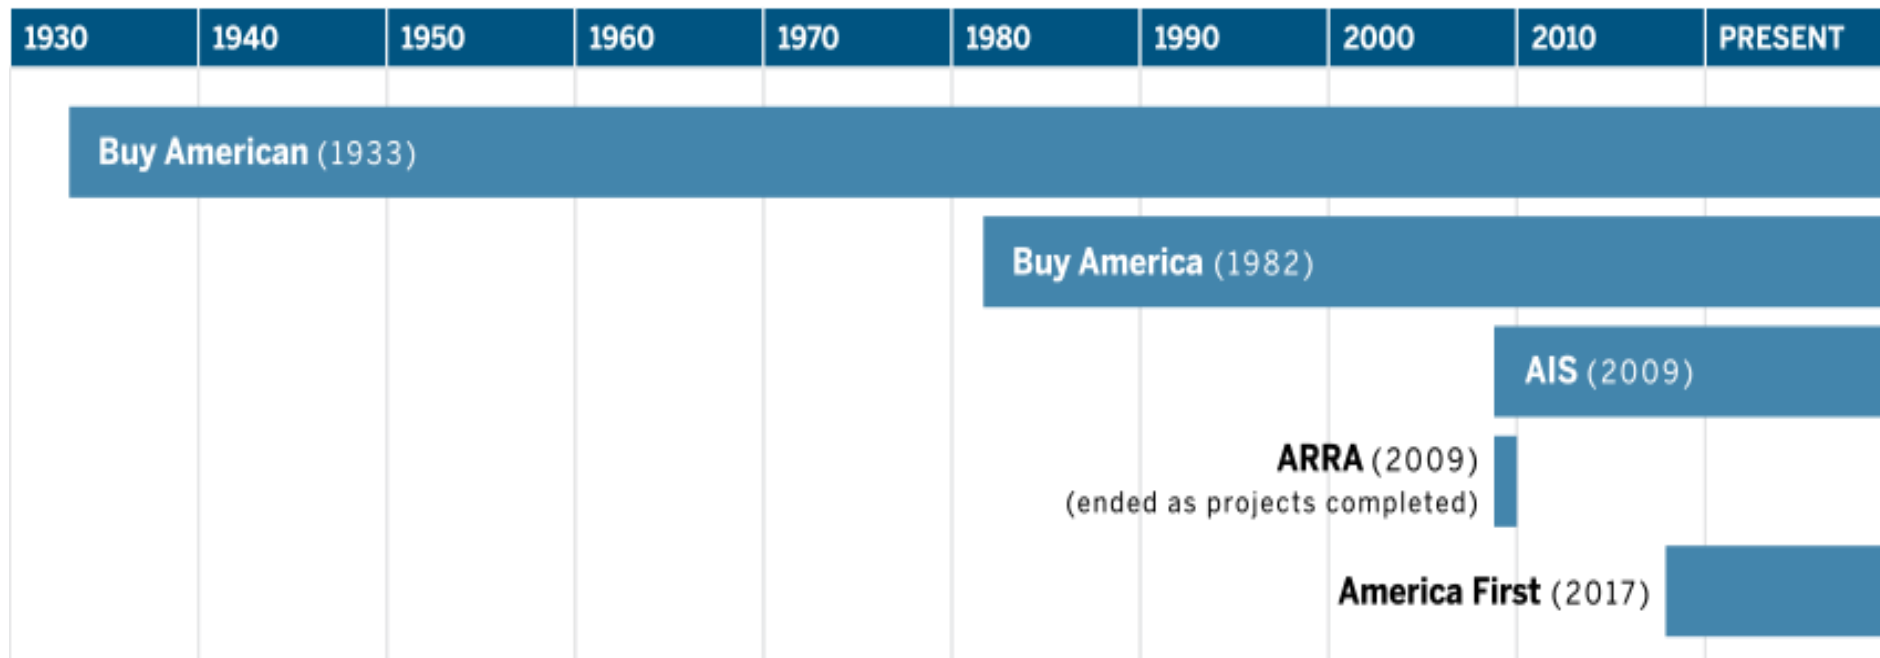 1930 1940 1950 1960 1970 1980 1990 2000 2010 PRESENT
Buy American (1933)
Buy America (1982)
AIS (2009)
ARRA (2009)
(ended as projects completed)
America First (2017)